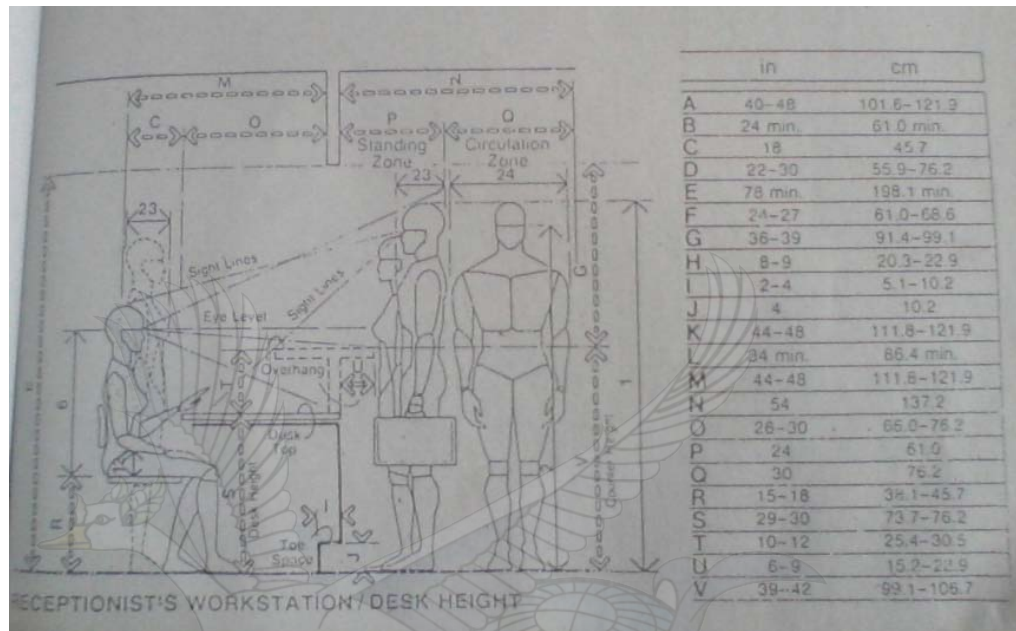 in cm
A 40-48 101.6-121.9
B 24 min. 61.0 min.
C 18 45.7
D 22-30 55.9-76.2
E 78 min. 198.1 min.
F 24-27 61.0-68.6
G 36-39 91.4-99.1
H 8-9 20.3-22.9
I 2-4 5.1-10.2
J 4 10.2
K 44-48 111.8-121.9
L 34 min. 86.4 min.
M 44-48 111.8-121.9
N 54 137.2
O 26-30 66.0-76.2
P 24 61.0
Q 30 76.2
R 15-18 38.1-45.7
S 29-30 73.7-76.2
T 10-12 25.4-30.5
U 6-9 15.2-22.9
V 39-42 99.1-106.7
M N
C O P Q
Standing Circulation
Zone Zone
23 24
23
Sight Lines
Sight Lines
Eye Level
Overhang
U
G
T
6
1
Desk
Top
Desk Height
Counter Height
S
V
R
Toe
Space
J
RECEPTIONIST'S WORKSTATION/DESK HEIGHT